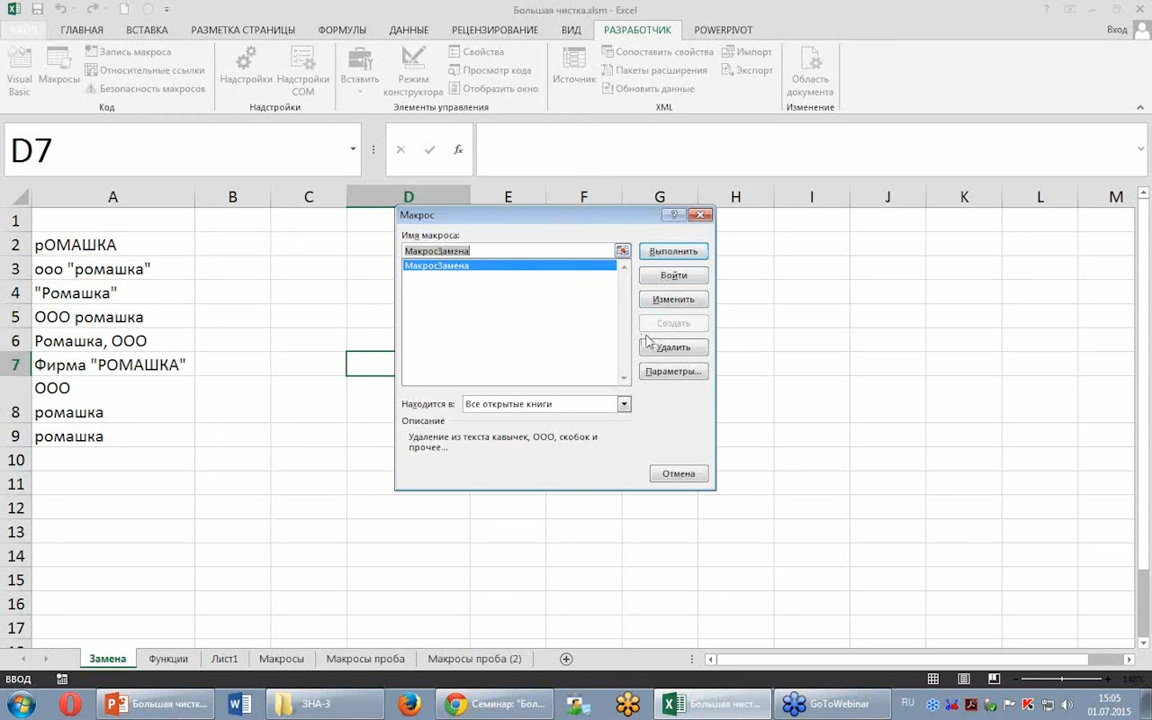 Большая чистка.xlsm - Excel
ГЛАВНАЯ ВСТАВКА РАЗМЕТКА СТРАНИЦЫ ФОРМУЛЫ ДАННЫЕ РЕЦЕНЗИРОВАНИЕ ВИД РАЗРАБОТЧИК POWERPIVOT Вход
Visual Basic
Макросы
Запись макроса
Относительные ссылки
Безопасность макросов
Код
Надстройки
Надстройки COM
Надстройки
Вставить
Режим конструктора
Свойства
Просмотр кода
Отобразить окно
Элементы управления
Источник
Сопоставить свойства
Пакеты расширения
Обновить данные
Импорт
Экспорт
XML
Область документа
Изменение
D7
fx
A B C D E F G H I J K L M
1
2 рОМАШКА
3 ооо "ромашка"
4 "Ромашка"
5 ООО ромашка
6 Ромашка, ООО
7 Фирма "РОМАШКА"
ООО
8 ромашка
9 ромашка
10
11
12
13
14
15
16
17
Макрос
Имя макроса:
МакросЗамена
МакросЗамена
Выполнить
Войти
Изменить
Создать
Удалить
Параметры...
Находится в: Все открытые книги
Описание
Удаление из текста кавычек, ООО, скобок и
прочее...
Отмена
Замена Функции Лист1 Макросы Макросы проба Макросы проба (2)
ВВОД
Большая чистк...
ЗНА-3
Семинар: "Бол...
Большая чист...
GoToWebinar
RU
15:05
01.07.2015